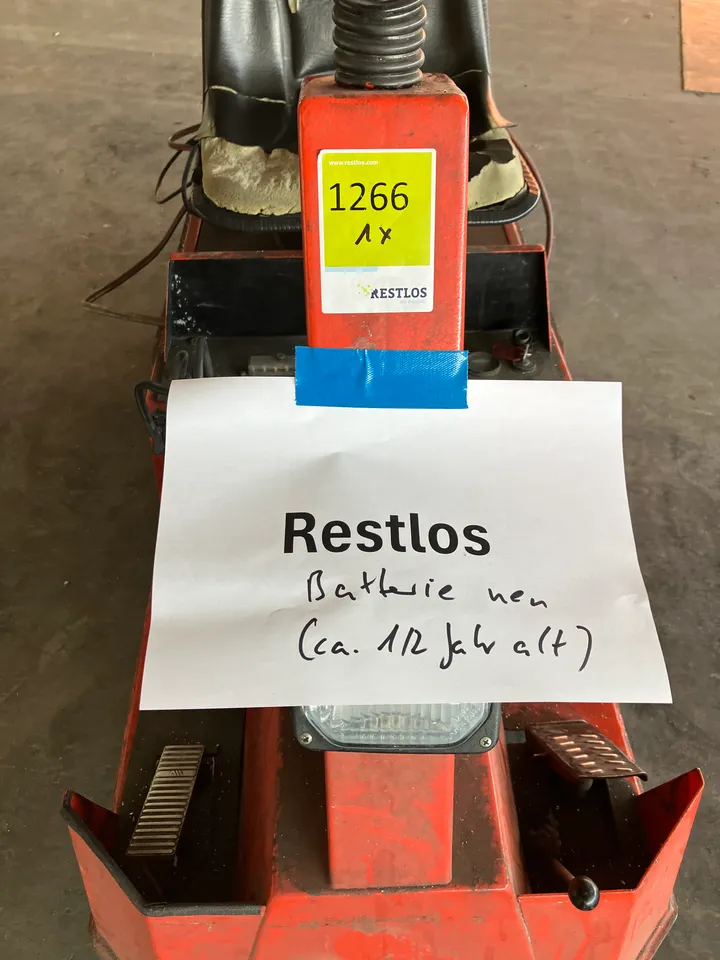 www.restlos.com
1266
1x
RESTLOS
Restlos
Batterie neu
(ca. 1/2 Jahr alt)